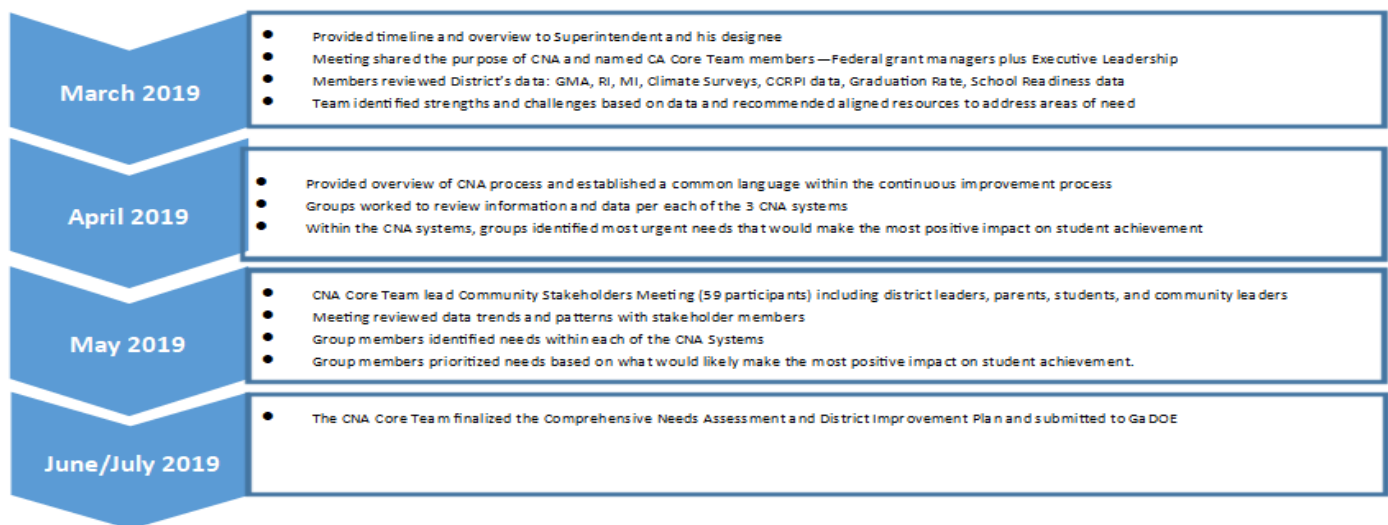 March 2019
Provided timeline and overview to Superintendent and his designee
Meeting shared the purpose of CNA and named CA Core Team members —Federal grant managers plus Executive Leadership
Members reviewed District's data: GMA, RI, MI, Climate Surveys, CCRPI data, Graduation Rate, School Readiness data
Team identified strengths and challenges based on data and recommended aligned resources to address areas of need
April 2019
Provided overview of CNA process and established a common language within the continuous improvement process
Groups worked to review information and data per each of the 3 CNA systems
Within the CNA systems, groups identified most urgent needs that would make the most positive impact on student achievement
May 2019
CNA Core Team lead Community Stakeholders Meeting (59 participants) including district leaders, parents, students, and community leaders
Meeting reviewed data trends and patterns with stakeholder members
Group members identified needs within each of the CNA Systems
Group members prioritized needs based on what would likely make the most positive impact on student achievement.
June/July 2019
The CNA Core Team finalized the Comprehensive Needs Assessment and District Improvement Plan and submitted to GaDOE